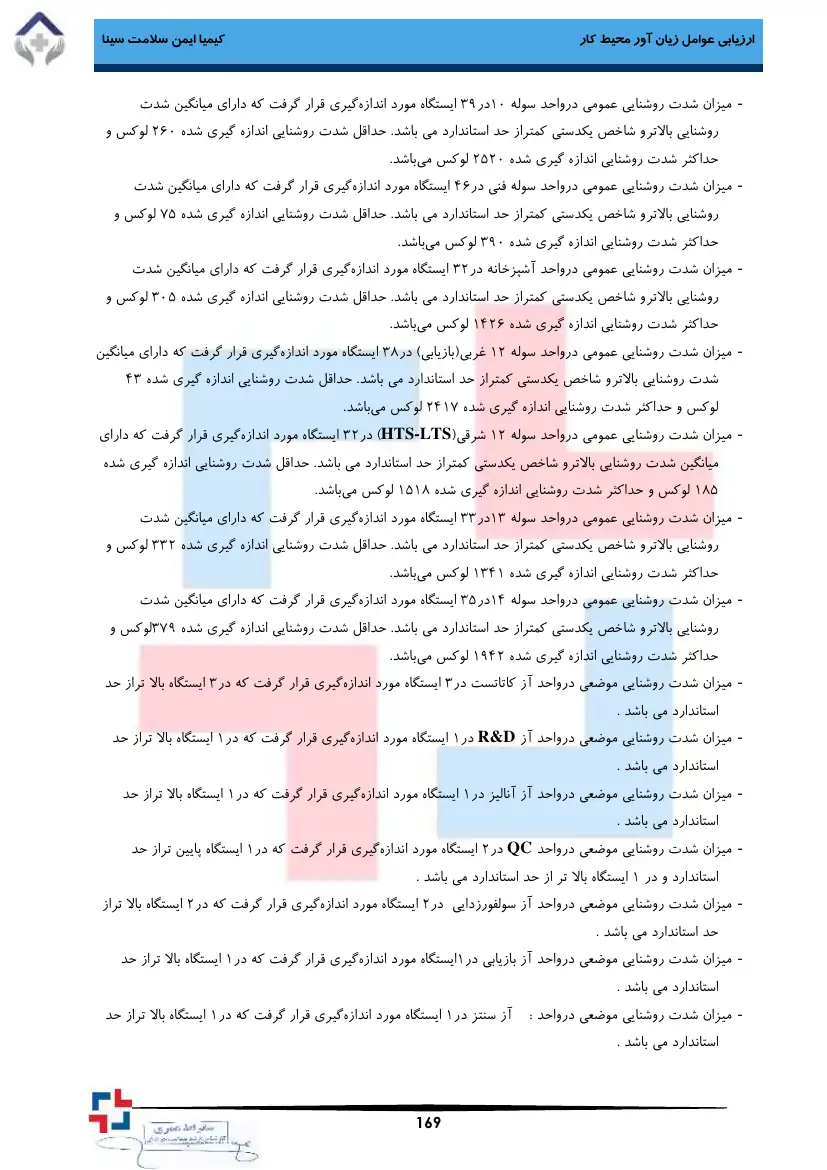 ارزیابی عوامل زیان آور محیط کار
کیمیا ایمن سلامت سینا
- میزان شدت روشنایی عمومی درواحد سوله ۱۰در۳۹ ایستگاه مورد اندازه‌گیری قرار گرفت که دارای میانگین شدت
روشنایی بالاترو شاخص یکدستی کمتراز حد استاندارد می باشد. حداقل شدت روشنایی اندازه گیری شده ۲۶۰ لوکس و
حداکثر شدت روشنایی اندازه گیری شده ۲۵۲۰ لوکس می‌باشد.
- میزان شدت روشنایی عمومی درواحد سوله فنی در۴۶ ایستگاه مورد اندازه‌گیری قرار گرفت که دارای میانگین شدت
روشنایی بالاترو شاخص یکدستی کمتراز حد استاندارد می باشد. حداقل شدت روشنایی اندازه گیری شده ۷۵ لوکس و
حداکثر شدت روشنایی اندازه گیری شده ۳۹۰ لوکس می‌باشد.
- میزان شدت روشنایی عمومی درواحد آشپزخانه در۳۲ ایستگاه مورد اندازه‌گیری قرار گرفت که دارای میانگین شدت
روشنایی بالاترو شاخص یکدستی کمتراز حد استاندارد می باشد. حداقل شدت روشنایی اندازه گیری شده ۳۰۵ لوکس و
حداکثر شدت روشنایی اندازه گیری شده ۱۴۲۶ لوکس می‌باشد.
- میزان شدت روشنایی عمومی درواحد سوله ۱۲ غربی(بازیابی) در۳۸ ایستگاه مورد اندازه‌گیری قرار گرفت که دارای میانگین
شدت روشنایی بالاترو شاخص یکدستی کمتراز حد استاندارد می باشد. حداقل شدت روشنایی اندازه گیری شده ۴۳
لوکس و حداکثر شدت روشنایی اندازه گیری شده ۲۴۱۷ لوکس می‌باشد.
- میزان شدت روشنایی عمومی درواحد سوله ۱۲ شرقی(HTS-LTS) در۳۲ ایستگاه مورد اندازه‌گیری قرار گرفت که دارای
میانگین شدت روشنایی بالاترو شاخص یکدستی کمتراز حد استاندارد می باشد. حداقل شدت روشنایی اندازه گیری شده
۱۸۵ لوکس و حداکثر شدت روشنایی اندازه گیری شده ۱۵۱۸ لوکس می‌باشد.
- میزان شدت روشنایی عمومی درواحد سوله ۱۳در۳۳ ایستگاه مورد اندازه‌گیری قرار گرفت که دارای میانگین شدت
روشنایی بالاترو شاخص یکدستی کمتراز حد استاندارد می باشد. حداقل شدت روشنایی اندازه گیری شده ۳۳۲ لوکس و
حداکثر شدت روشنایی اندازه گیری شده ۱۳۴۱ لوکس می‌باشد.
- میزان شدت روشنایی عمومی درواحد سوله ۱۴در۳۵ ایستگاه مورد اندازه‌گیری قرار گرفت که دارای میانگین شدت
روشنایی بالاترو شاخص یکدستی کمتراز حد استاندارد می باشد. حداقل شدت روشنایی اندازه گیری شده ۳۷۹لوکس و
حداکثر شدت روشنایی اندازه گیری شده ۱۹۴۲ لوکس می‌باشد.
- میزان شدت روشنایی موضعی درواحد آز کاتاتست در۳ ایستگاه مورد اندازه‌گیری قرار گرفت که در۳ ایستگاه بالا تراز حد
استاندارد می باشد .
- میزان شدت روشنایی موضعی درواحد آز R&D در۱ ایستگاه مورد اندازه‌گیری قرار گرفت که در۱ ایستگاه بالا تراز حد
استاندارد می باشد .
- میزان شدت روشنایی موضعی درواحد آز آنالیز در۱ ایستگاه مورد اندازه‌گیری قرار گرفت که در۱ ایستگاه بالا تراز حد
استاندارد می باشد .
- میزان شدت روشنایی موضعی درواحد QC در۲ ایستگاه مورد اندازه‌گیری قرار گرفت که در۱ ایستگاه پایین تراز حد
استاندارد و در ۱ ایستگاه بالا تر از حد استاندارد می باشد .
- میزان شدت روشنایی موضعی درواحد آز سولفورزدایی در۲ ایستگاه مورد اندازه‌گیری قرار گرفت که در۲ ایستگاه بالا تراز
حد استاندارد می باشد .
- میزان شدت روشنایی موضعی درواحد آز بازیابی در۱ایستگاه مورد اندازه‌گیری قرار گرفت که در۱ ایستگاه بالا تراز حد
استاندارد می باشد .
- میزان شدت روشنایی موضعی درواحد : آز سنتز در۱ ایستگاه مورد اندازه‌گیری قرار گرفت که در۱ ایستگاه بالا تراز حد
استاندارد می باشد .
169